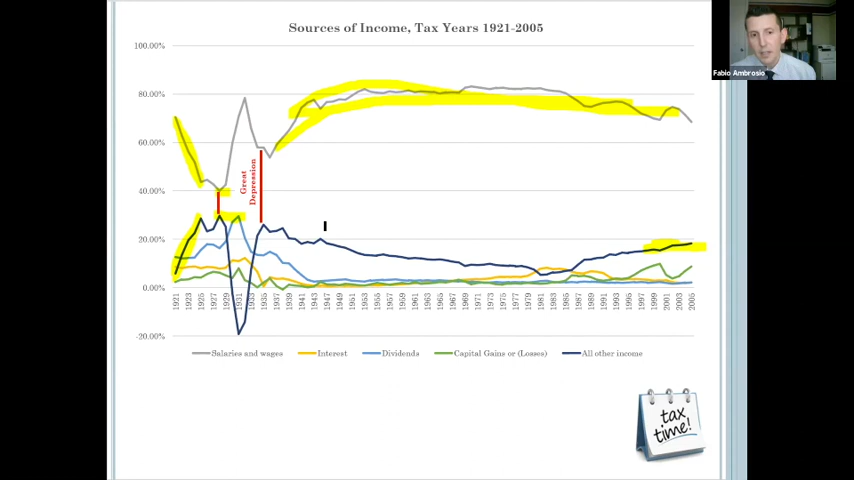 Sources of Income, Tax Years 1921-2005
Fabio Ambrosio
100.00%
80.00%
60.00%
40.00%
20.00%
0.00%
-20.00%
Great
Depression
1921 1923 1925 1927 1929 1931 1933 1935 1937 1939 1941 1943 1945 1947 1949 1951 1953 1955 1957 1959 1961 1963 1965 1967 1969 1971 1973 1975 1977 1979 1981 1983 1985 1987 1989 1991 1993 1995 1997 1999 2001 2003 2005
Salaries and wages Interest Dividends Capital Gains or (Losses) All other income
tax
time!